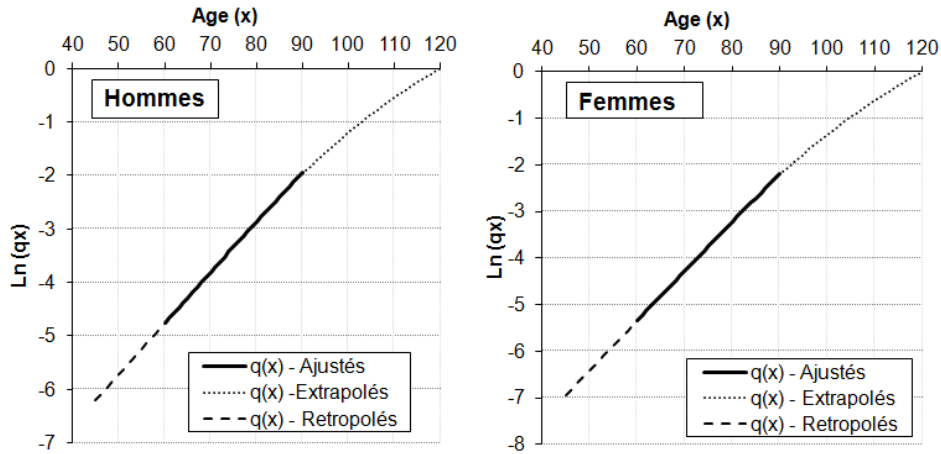 Age (x)
40 50 60 70 80 90 100 110 120
0
-1
-2
-3
-4
-5
-6
-7
Ln (qx)
Hommes
q(x) - Ajustés
q(x) -Extrapolés
q(x) - Retropolés
Age (x)
40 50 60 70 80 90 100 110 120
0
-1
-2
-3
-4
-5
-6
-7
-8
Ln (qx)
Femmes
q(x) - Ajustés
q(x) - Extrapolés
q(x) - Retropolés